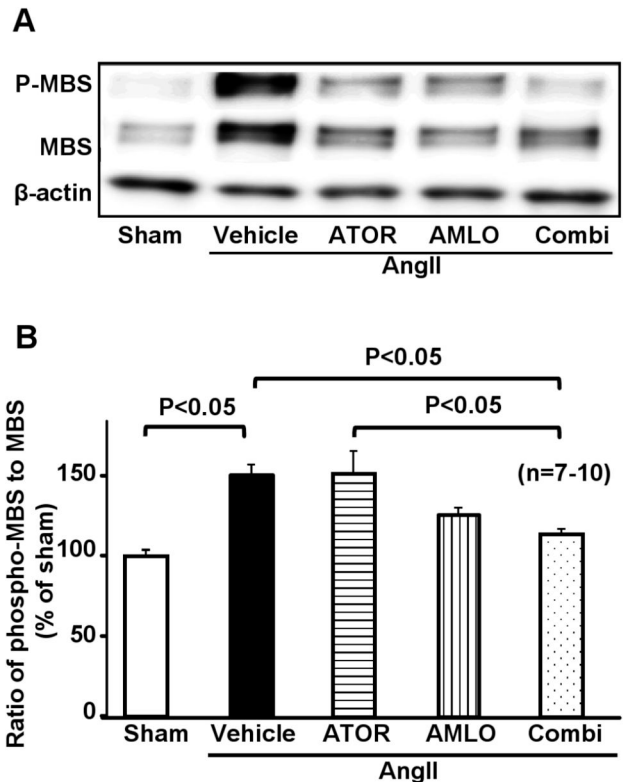 A
P-MBS
MBS
β-actin
Sham Vehicle ATOR AMLO Combi
AngII
B
P<0.05
P<0.05 P<0.05
Ratio of phospho-MBS to MBS
(% of sham)
150
100
50
0
(n=7-10)
Sham Vehicle ATOR AMLO Combi
AngII